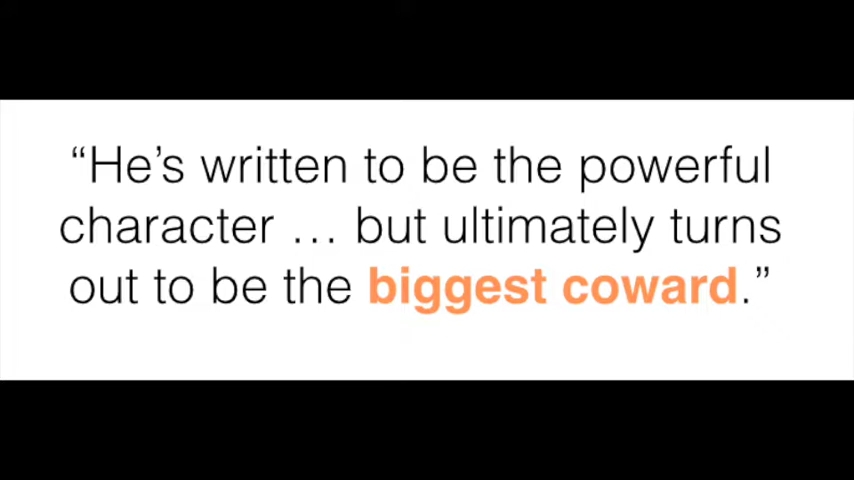 “He’s written to be the powerful
character … but ultimately turns
out to be the biggest coward.”